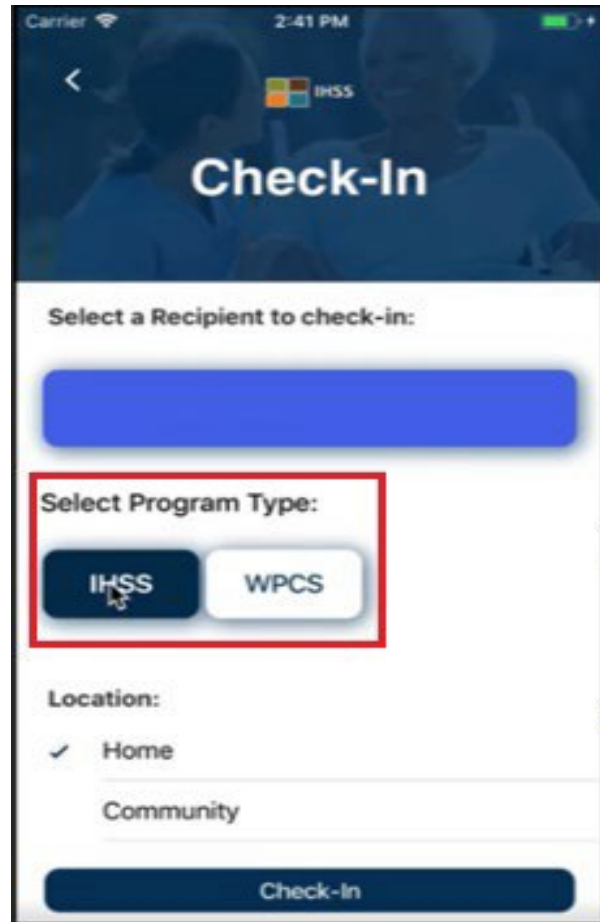 Carrier 2:41 PM
IHSS
Check-In
Select a Recipient to check-in:
Select Program Type:
IHSS WPCS
Location:
Home
Community
Check-In